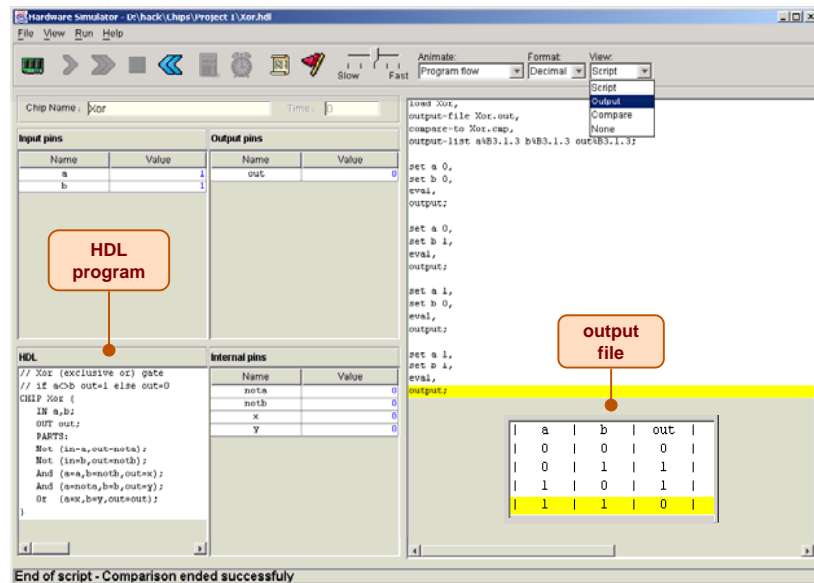 Hardware Simulator - D:\hack\Chips\Project 1\Xor.hdl
File View Run Help
Slow Fast
Animate:
Program flow
Format:
Decimal
View:
Script
Script
Output
Compare
None
Chip Name: Xor
Time: 0
Input pins
Name Value
a 1
b 1
Output pins
Name Value
out 0
HDL
program
HDL
// Xor (exclusive or) gate
// if a<>b out=1 else out=0
CHIP Xor (
IN a,b;
OUT out;
PARTS:
Not (in=a,out=nota);
Not (in=b,out=notb);
And (a=a,b=notb,out=x);
And (a=nota,b=b,out=y);
Or (a=x,b=y,out=out);
}
Internal pins
Name Value
nota 0
notb 0
x 0
y 0
load Xor,
output-file Xor.out,
compare-to Xor.cmp,
output-list a%B3.1.3 b%B3.1.3 out%B3.1.3;
set a 0,
set b 0,
eval,
output;
set a 0,
set b 1,
eval,
output;
set a 1,
set b 0,
eval,
output;
set a 1,
set b 1,
eval,
output;
output
file
| a | b | out |
| 0 | 0 | 0 |
| 0 | 1 | 1 |
| 1 | 0 | 1 |
| 1 | 1 | 0 |
End of script - Comparison ended successfuly